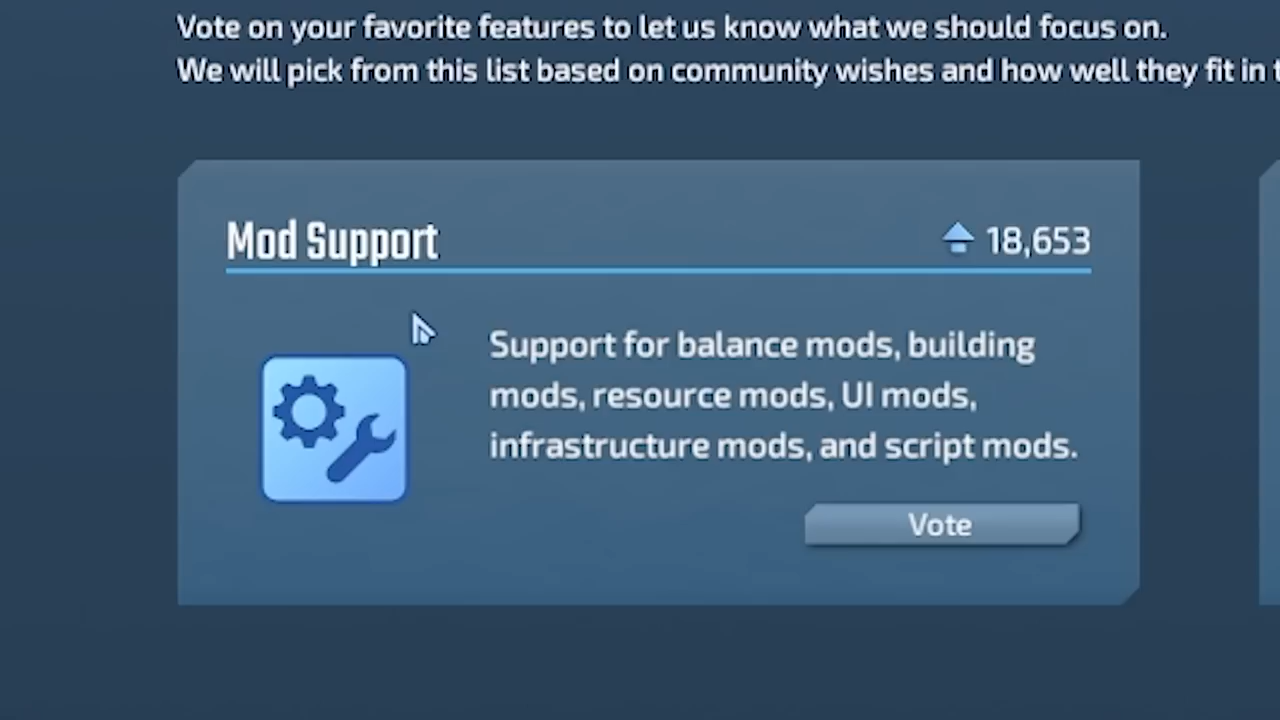 Vote on your favorite features to let us know what we should focus on.
We will pick from this list based on community wishes and how well they fit in
Mod Support
18,653
Support for balance mods, building
mods, resource mods, UI mods,
infrastructure mods, and script mods.
Vote